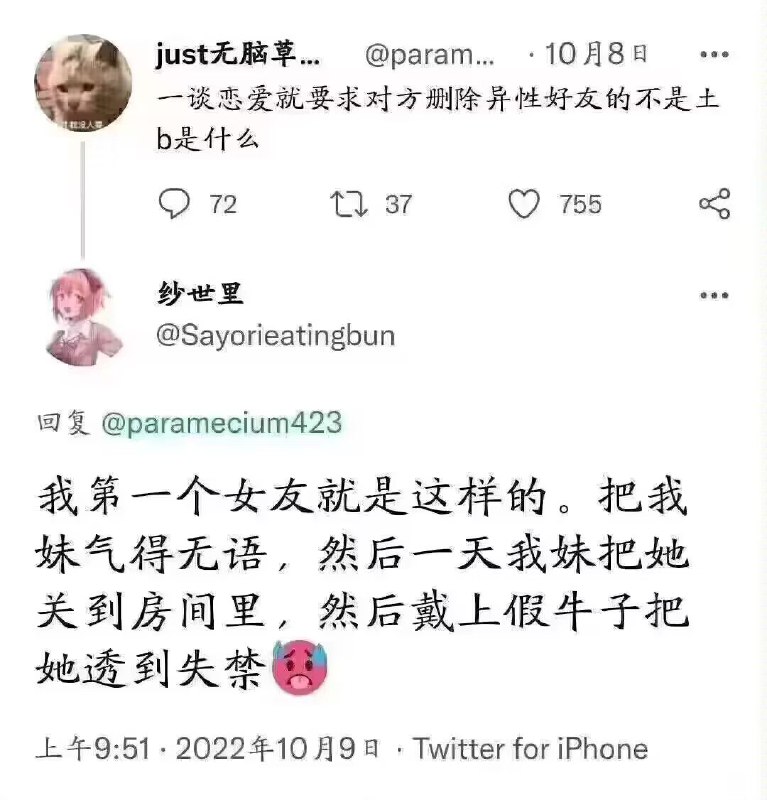 just无脑草... @param... · 10月8日 ...
一谈恋爱就要求对方删除异性好友的不是土
b是什么
72 37 755
纱世里 ...
@Sayorieatingbun
回复 @paramecium423
我第一个女友就是这样的。把我
妹气得无语，然后一天我妹把她
关到房间里，然后戴上假牛子把
她透到失禁🥵
上午9:51 · 2022年10月9日 · Twitter for iPhone